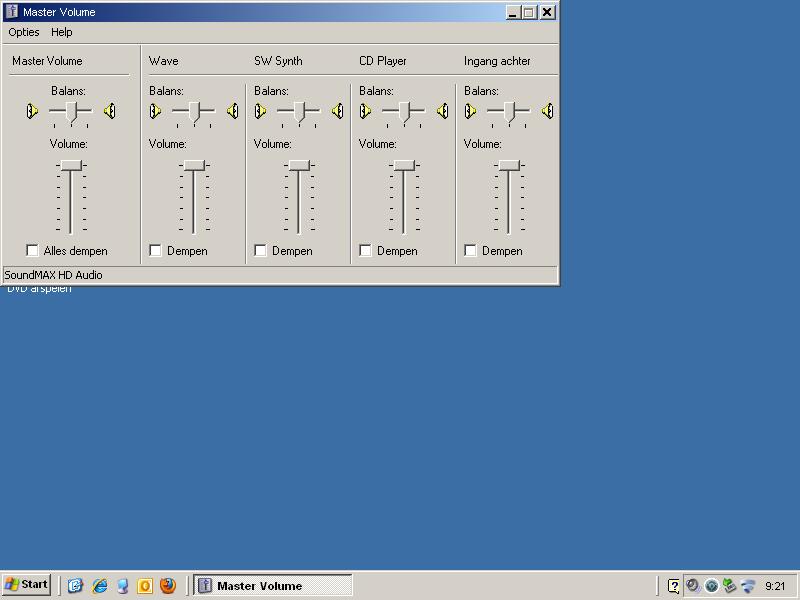 Master Volume
Opties Help
Master Volume Wave SW Synth CD Player Ingang achter
Balans: Balans: Balans: Balans: Balans:
Volume: Volume: Volume: Volume: Volume:
Alles dempen Dempen Dempen Dempen Dempen
SoundMAX HD Audio
DVD afspelen
Start Master Volume 9:21